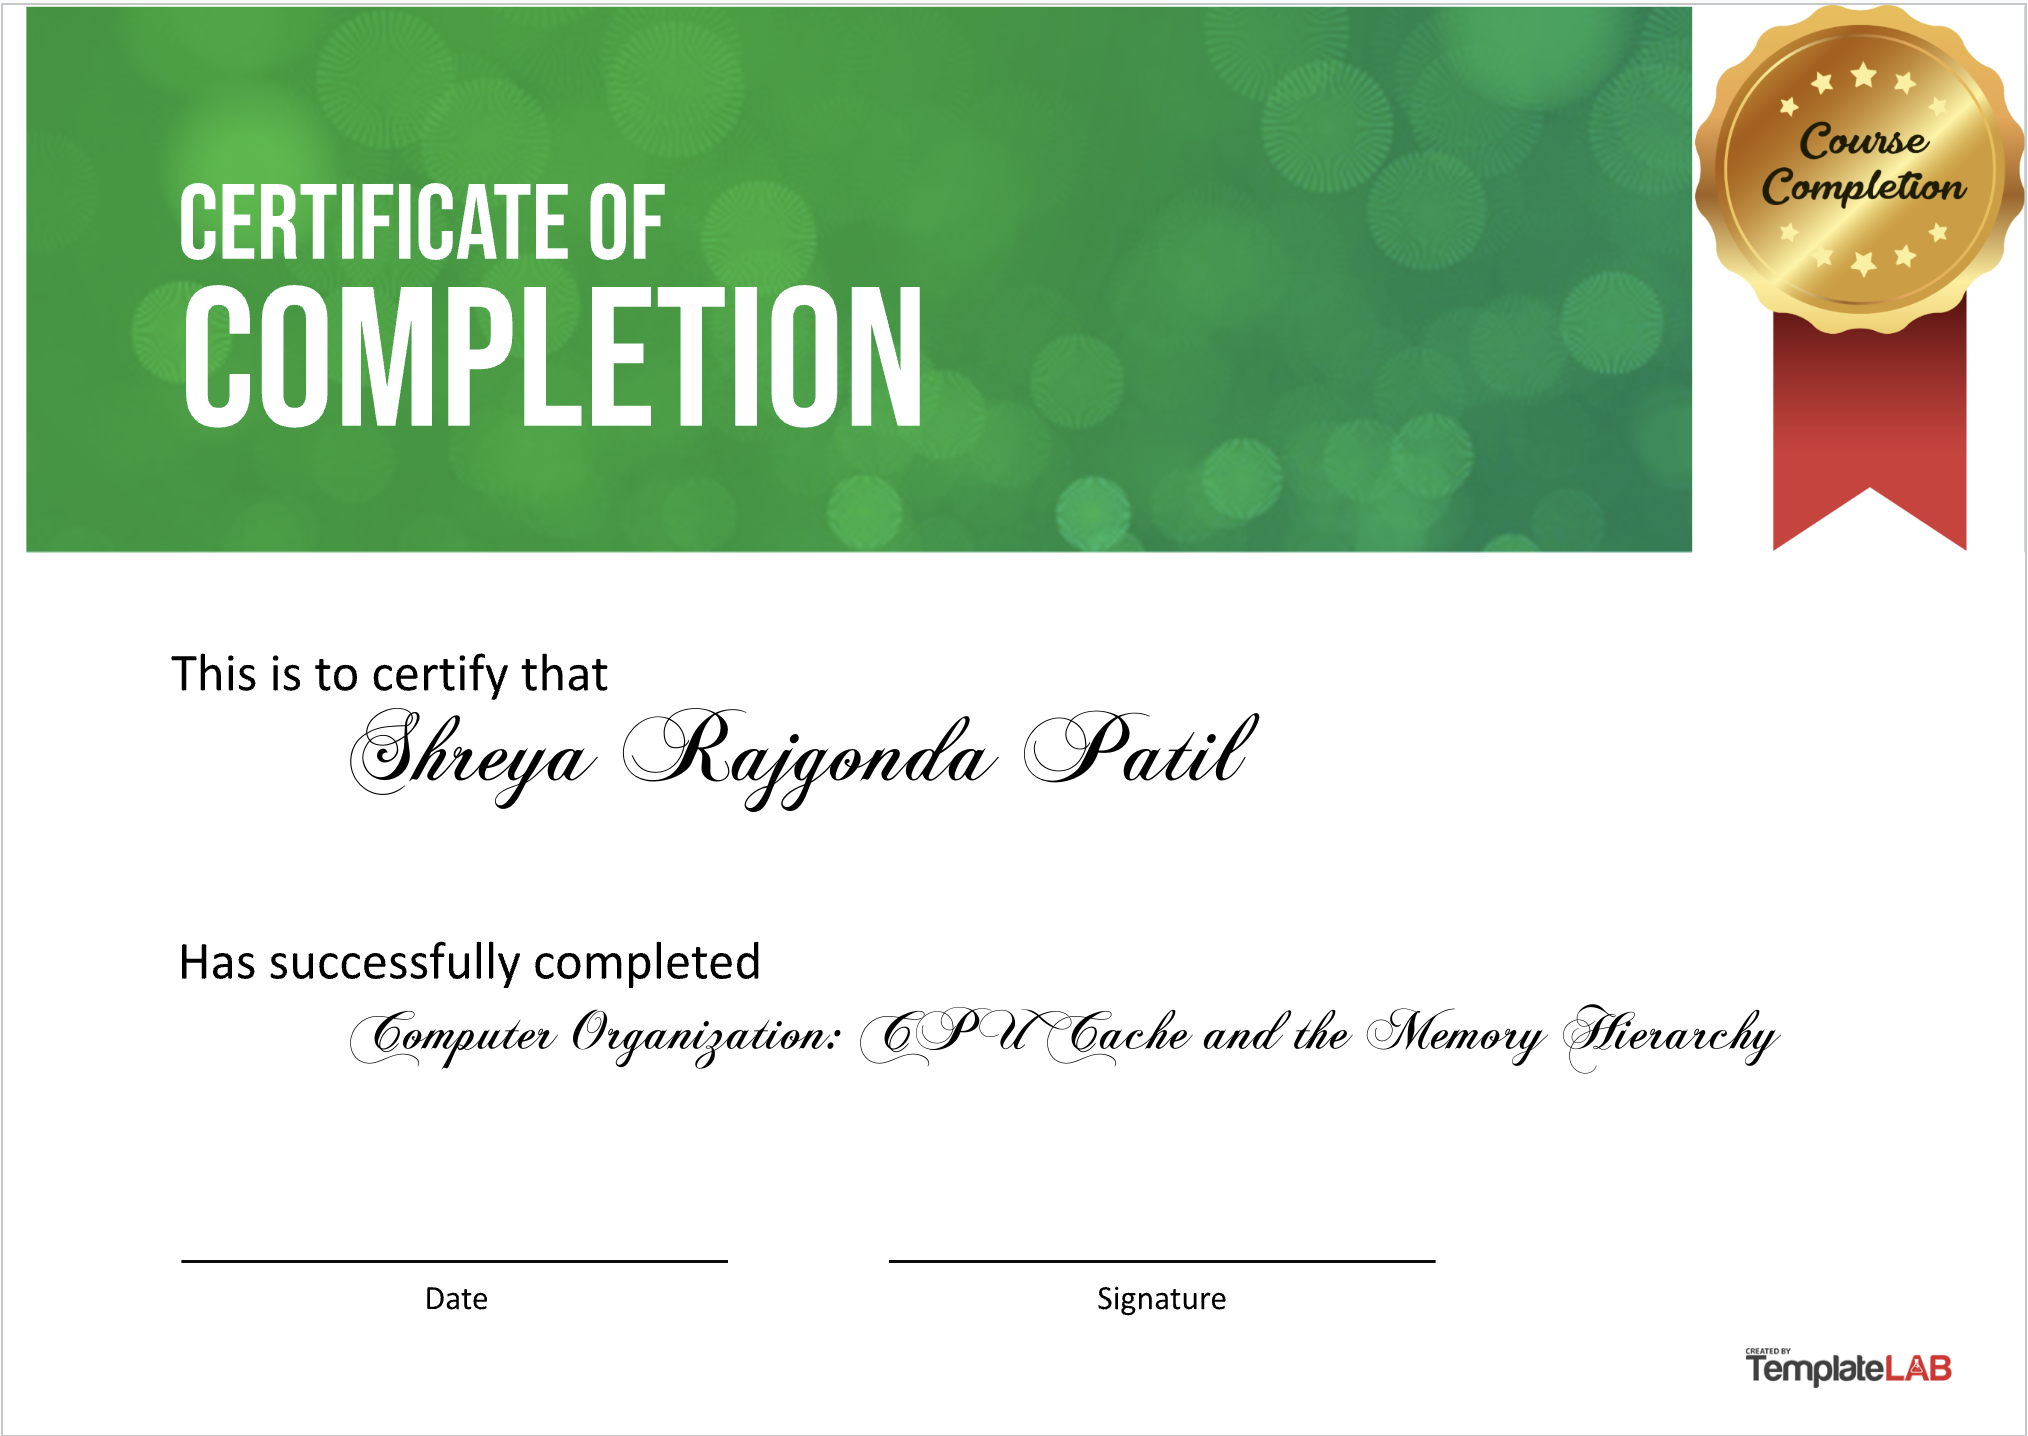 CERTIFICATE OF
COMPLETION
Course
Completion
This is to certify that
Shreya Rajgonda Patil
Has successfully completed
Computer Organization: CPU Cache and the Memory Hierarchy
Date
Signature
CREATED BY
TemplateLAB